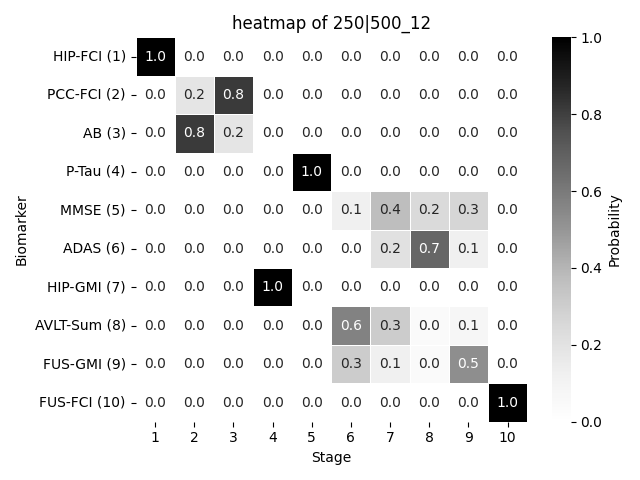 heatmap of 250|500_12
HIP-FCI (1) 1.0 0.0 0.0 0.0 0.0 0.0 0.0 0.0 0.0 0.0
PCC-FCI (2) 0.0 0.2 0.8 0.0 0.0 0.0 0.0 0.0 0.0 0.0
AB (3) 0.0 0.8 0.2 0.0 0.0 0.0 0.0 0.0 0.0 0.0
P-Tau (4) 0.0 0.0 0.0 0.0 1.0 0.0 0.0 0.0 0.0 0.0
MMSE (5) 0.0 0.0 0.0 0.0 0.0 0.1 0.4 0.2 0.3 0.0
ADAS (6) 0.0 0.0 0.0 0.0 0.0 0.0 0.2 0.7 0.1 0.0
HIP-GMI (7) 0.0 0.0 0.0 1.0 0.0 0.0 0.0 0.0 0.0 0.0
AVLT-Sum (8) 0.0 0.0 0.0 0.0 0.0 0.6 0.3 0.0 0.1 0.0
FUS-GMI (9) 0.0 0.0 0.0 0.0 0.0 0.3 0.1 0.0 0.5 0.0
FUS-FCI (10) 0.0 0.0 0.0 0.0 0.0 0.0 0.0 0.0 0.0 1.0
1 2 3 4 5 6 7 8 9 10
Stage
Biomarker
1.0
0.8
0.6
0.4
0.2
0.0
Probability